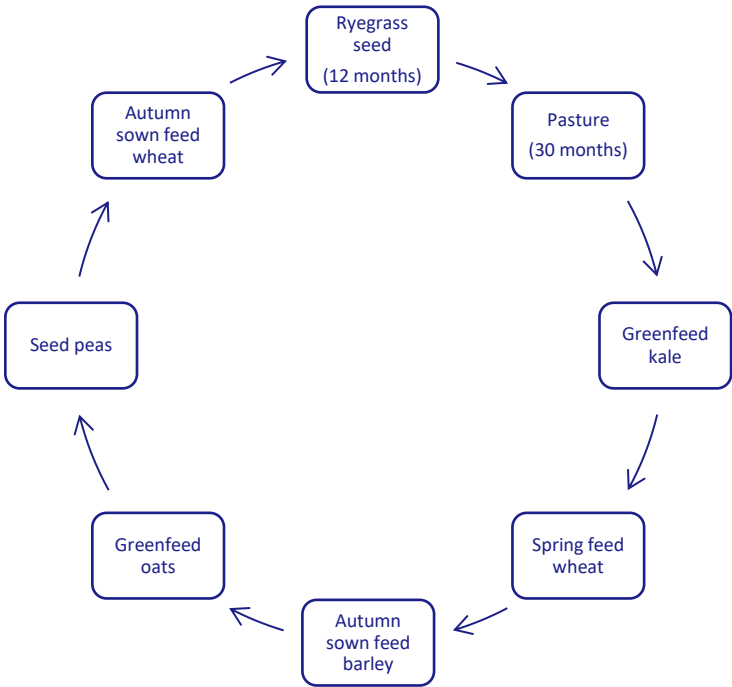 Ryegrass
seed
(12 months)
Pasture
(30 months)
Greenfeed
kale
Spring feed
wheat
Autumn
sown feed
barley
Greenfeed
oats
Seed peas
Autumn
sown feed
wheat